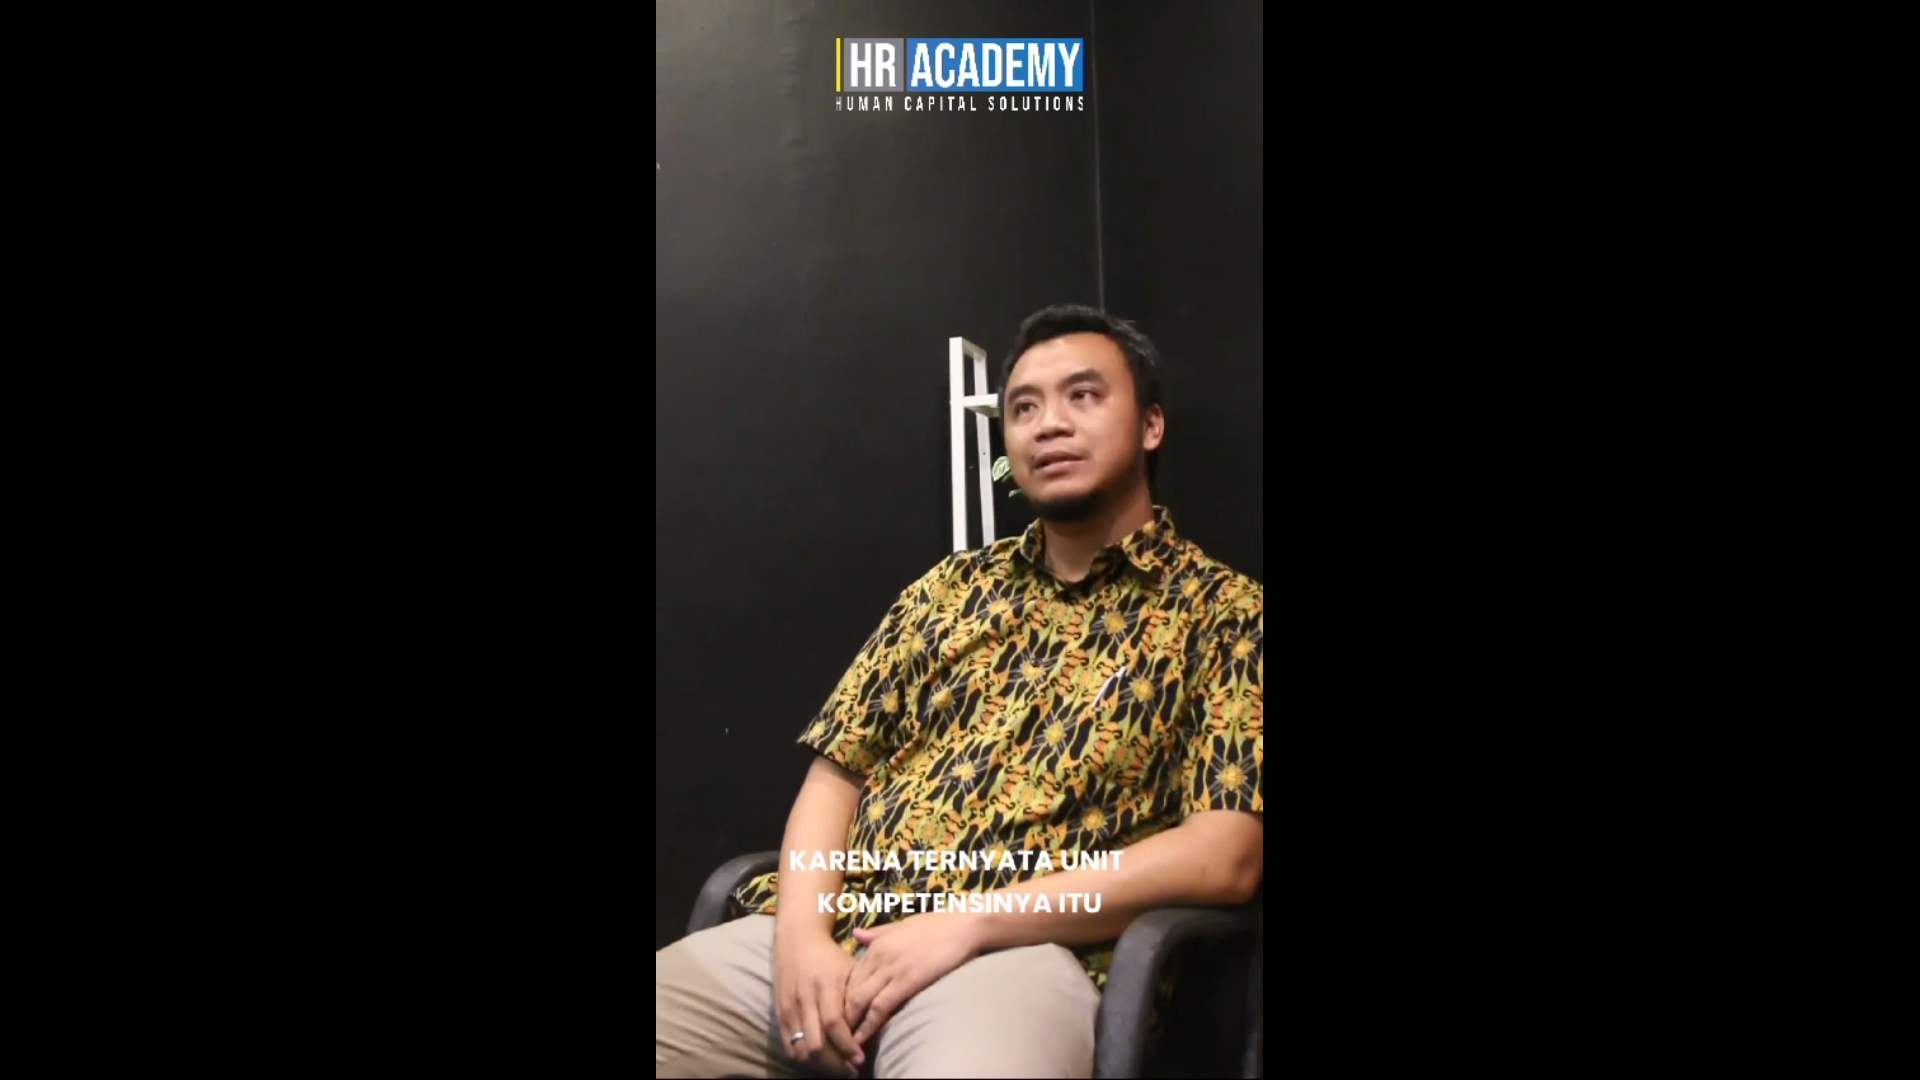 HR ACADEMY
HUMAN CAPITAL SOLUTIONS
KARENA TERNYATA UNIT
KOMPETENSINYA ITU